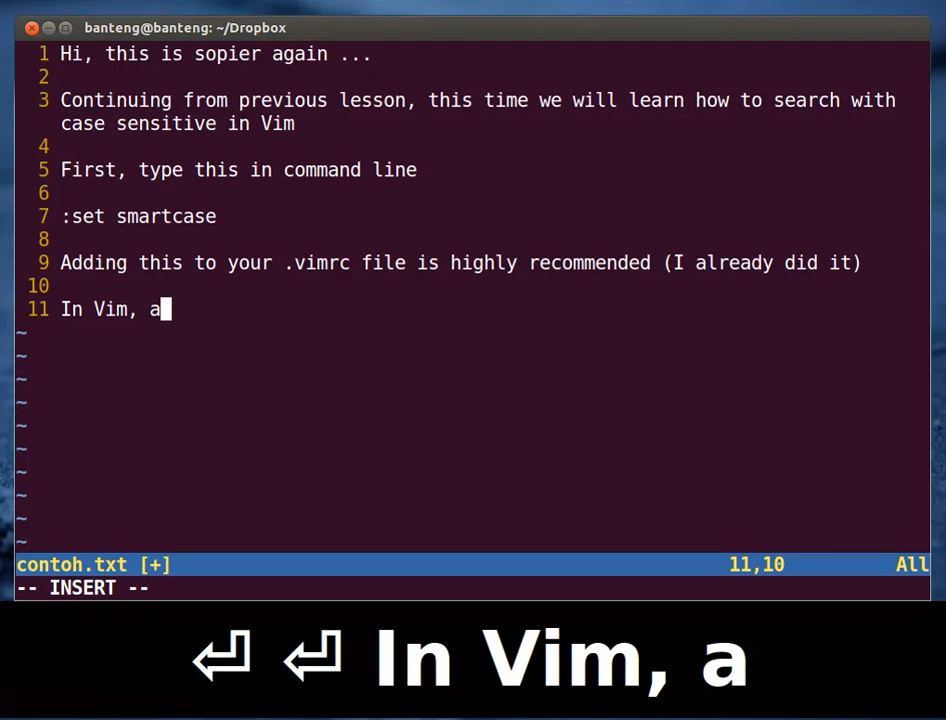 banteng@banteng: ~/Dropbox
1 Hi, this is sopier again ...
2
3 Continuing from previous lesson, this time we will learn how to search with
case sensitive in Vim
4
5 First, type this in command line
6
7 :set smartcase
8
9 Adding this to your .vimrc file is highly recommended (I already did it)
10
11 In Vim, a
~
~
~
~
~
~
~
~
~
~
contoh.txt [+] 11,10 All
-- INSERT --
⏎ ⏎ In Vim, a